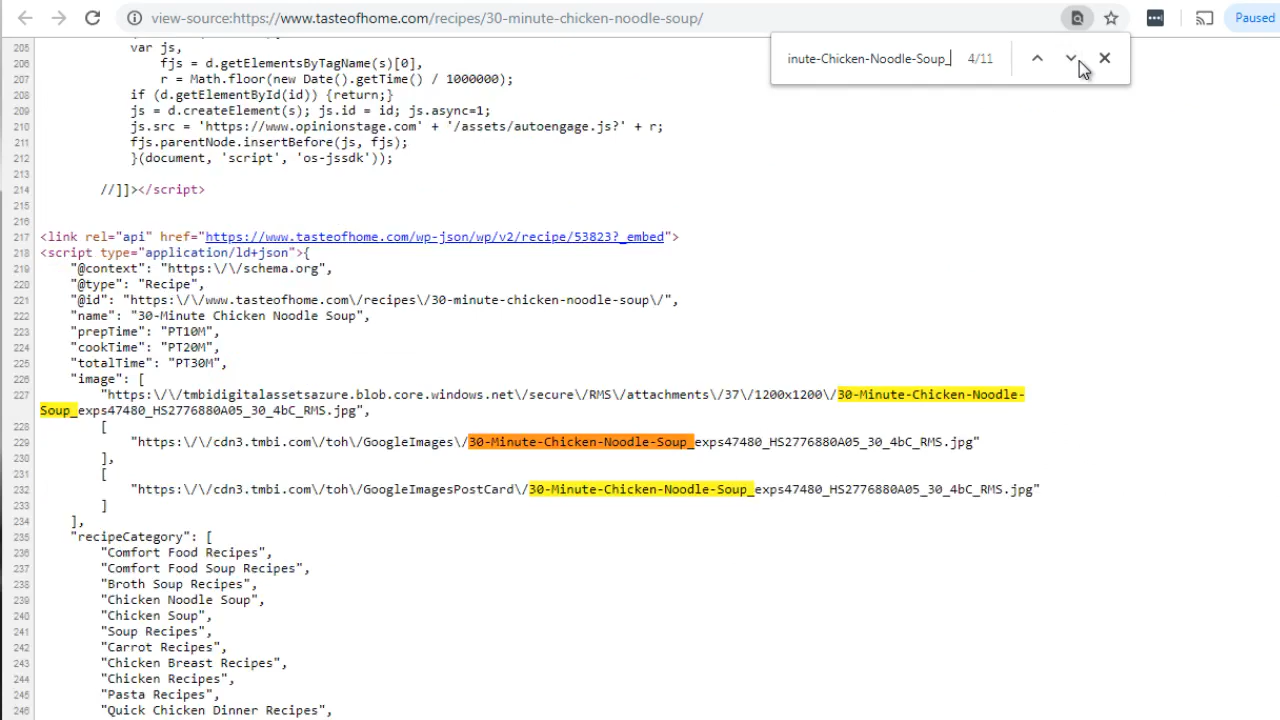 view-source:https://www.tasteofhome.com/recipes/30-minute-chicken-noodle-soup/
Paused
inute-Chicken-Noodle-Soup_ 4/11
205 var js,
206 fjs = d.getElementsByTagName(s)[0],
207 r = Math.floor(new Date().getTime() / 1000000);
208 if (d.getElementById(id)) {return;}
209 js = d.createElement(s); js.id = id; js.async=1;
210 js.src = 'https://www.opinionstage.com' + '/assets/autoengage.js?' + r;
211 fjs.parentNode.insertBefore(js, fjs);
212 }(document, 'script', 'os-jssdk'));
213
214 //]]></script>
215
216
217 <link rel="api" href="https://www.tasteofhome.com/wp-json/wp/v2/recipe/53823?_embed">
218 <script type="application/ld+json">{
219 "@context": "https:\/\/schema.org",
220 "@type": "Recipe",
221 "@id": "https:\/\/www.tasteofhome.com\/recipes\/30-minute-chicken-noodle-soup\/",
222 "name": "30-Minute Chicken Noodle Soup",
223 "prepTime": "PT10M",
224 "cookTime": "PT20M",
225 "totalTime": "PT30M",
226 "image": [
227 "https:\/\/tmbidigitalassetsazure.blob.core.windows.net\/secure\/RMS\/attachments\/37\/1200x1200\/30-Minute-Chicken-Noodle-
Soup_exps47480_HS2776880A05_30_4bC_RMS.jpg",
228 [
229 "https:\/\/cdn3.tmbi.com\/toh\/GoogleImages\/30-Minute-Chicken-Noodle-Soup_exps47480_HS2776880A05_30_4bC_RMS.jpg"
230 ],
231 [
232 "https:\/\/cdn3.tmbi.com\/toh\/GoogleImagesPostCard\/30-Minute-Chicken-Noodle-Soup_exps47480_HS2776880A05_30_4bC_RMS.jpg"
233 ]
234 ],
235 "recipeCategory": [
236 "Comfort Food Recipes",
237 "Comfort Food Soup Recipes",
238 "Broth Soup Recipes",
239 "Chicken Noodle Soup",
240 "Chicken Soup",
241 "Soup Recipes",
242 "Carrot Recipes",
243 "Chicken Breast Recipes",
244 "Chicken Recipes",
245 "Pasta Recipes",
246 "Quick Chicken Dinner Recipes",